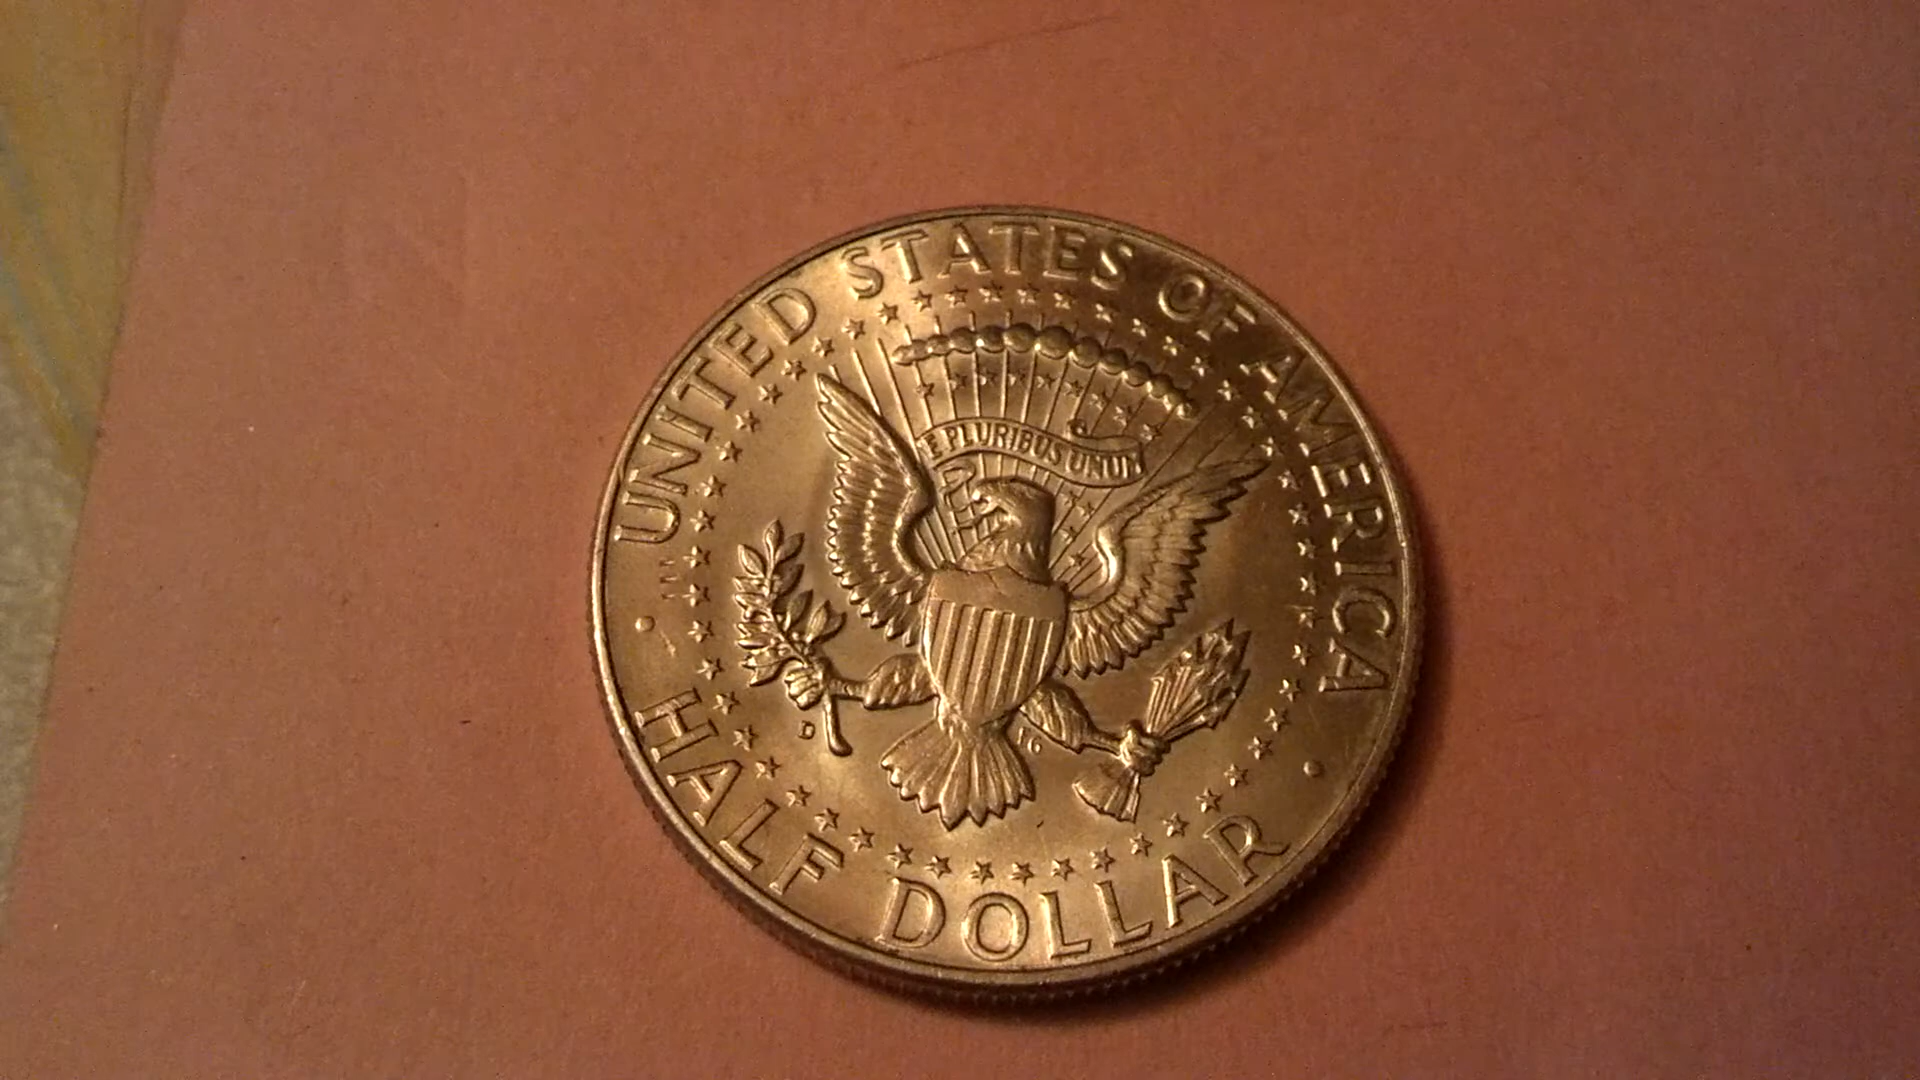 UNITED STATES OF AMERICA
E PLURIBUS UNUM
D
HALF DOLLAR